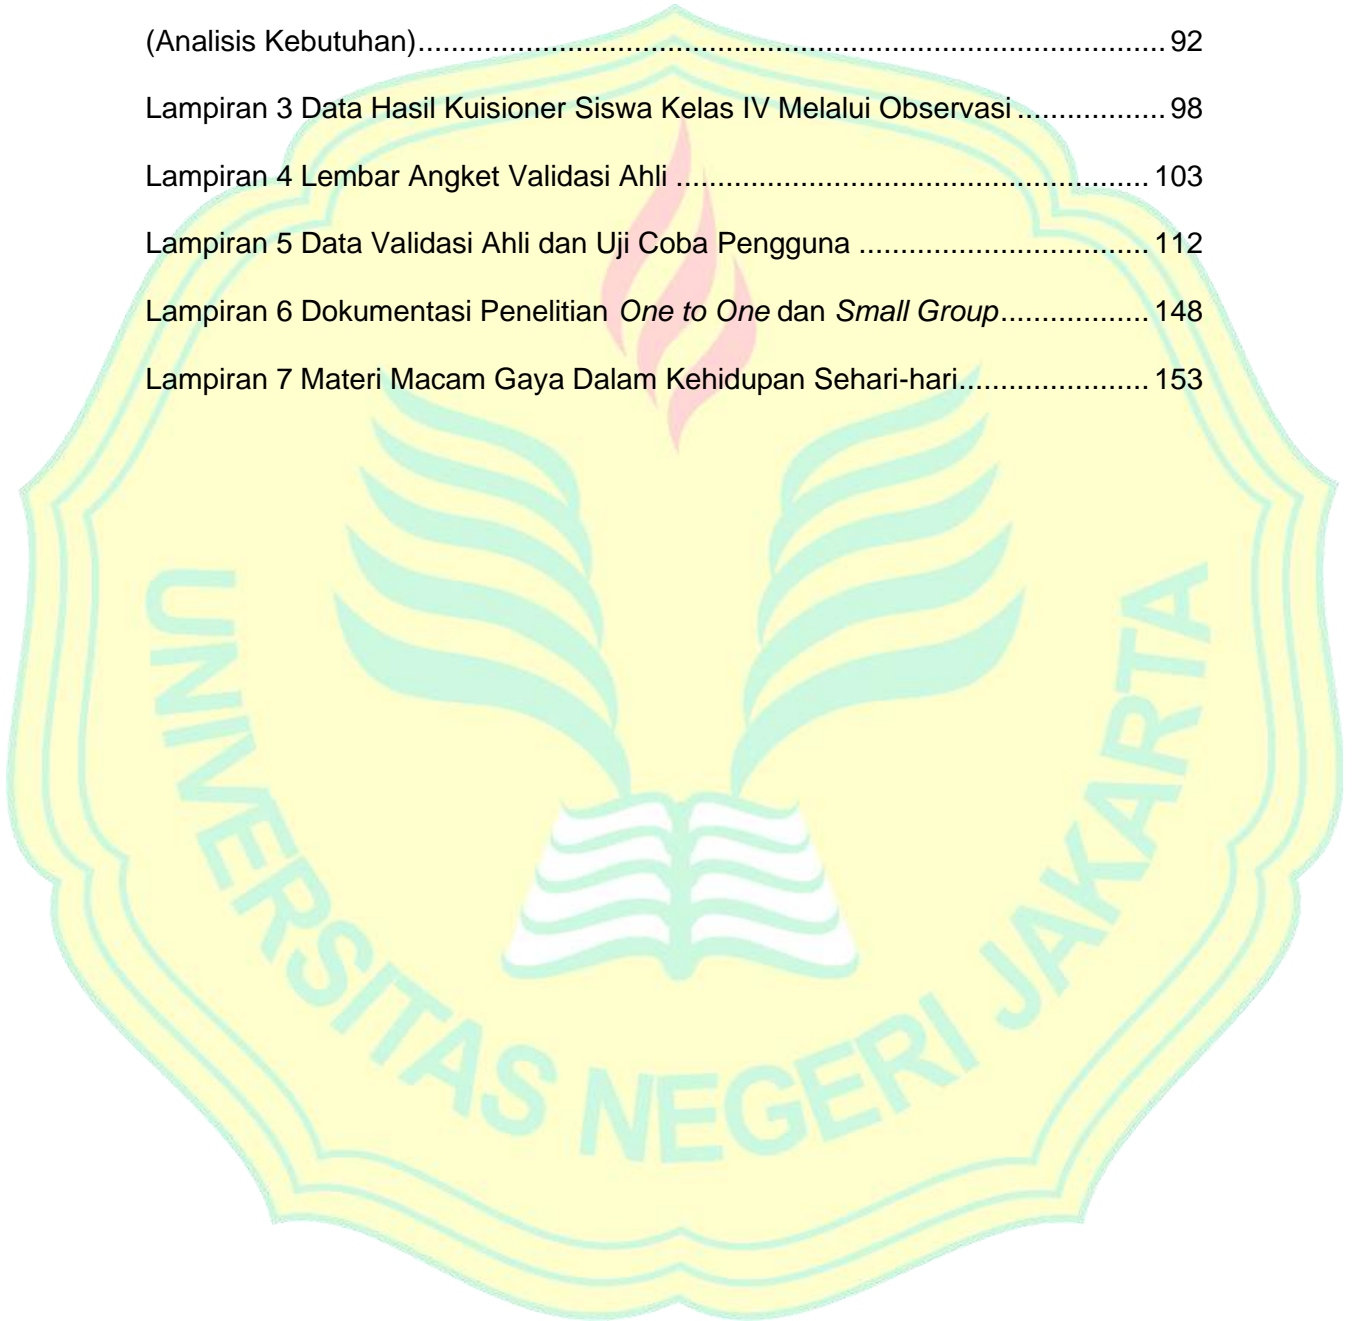 (Analisis Kebutuhan)............................................................................................ 92
Lampiran 3 Data Hasil Kuisioner Siswa Kelas IV Melalui Observasi .................. 98
Lampiran 4 Lembar Angket Validasi Ahli .......................................................... 103
Lampiran 5 Data Validasi Ahli dan Uji Coba Pengguna ................................... 112
Lampiran 6 Dokumentasi Penelitian One to One dan Small Group.................. 148
Lampiran 7 Materi Macam Gaya Dalam Kehidupan Sehari-hari....................... 153
UNIVERSITAS NEGERI JAKARTA